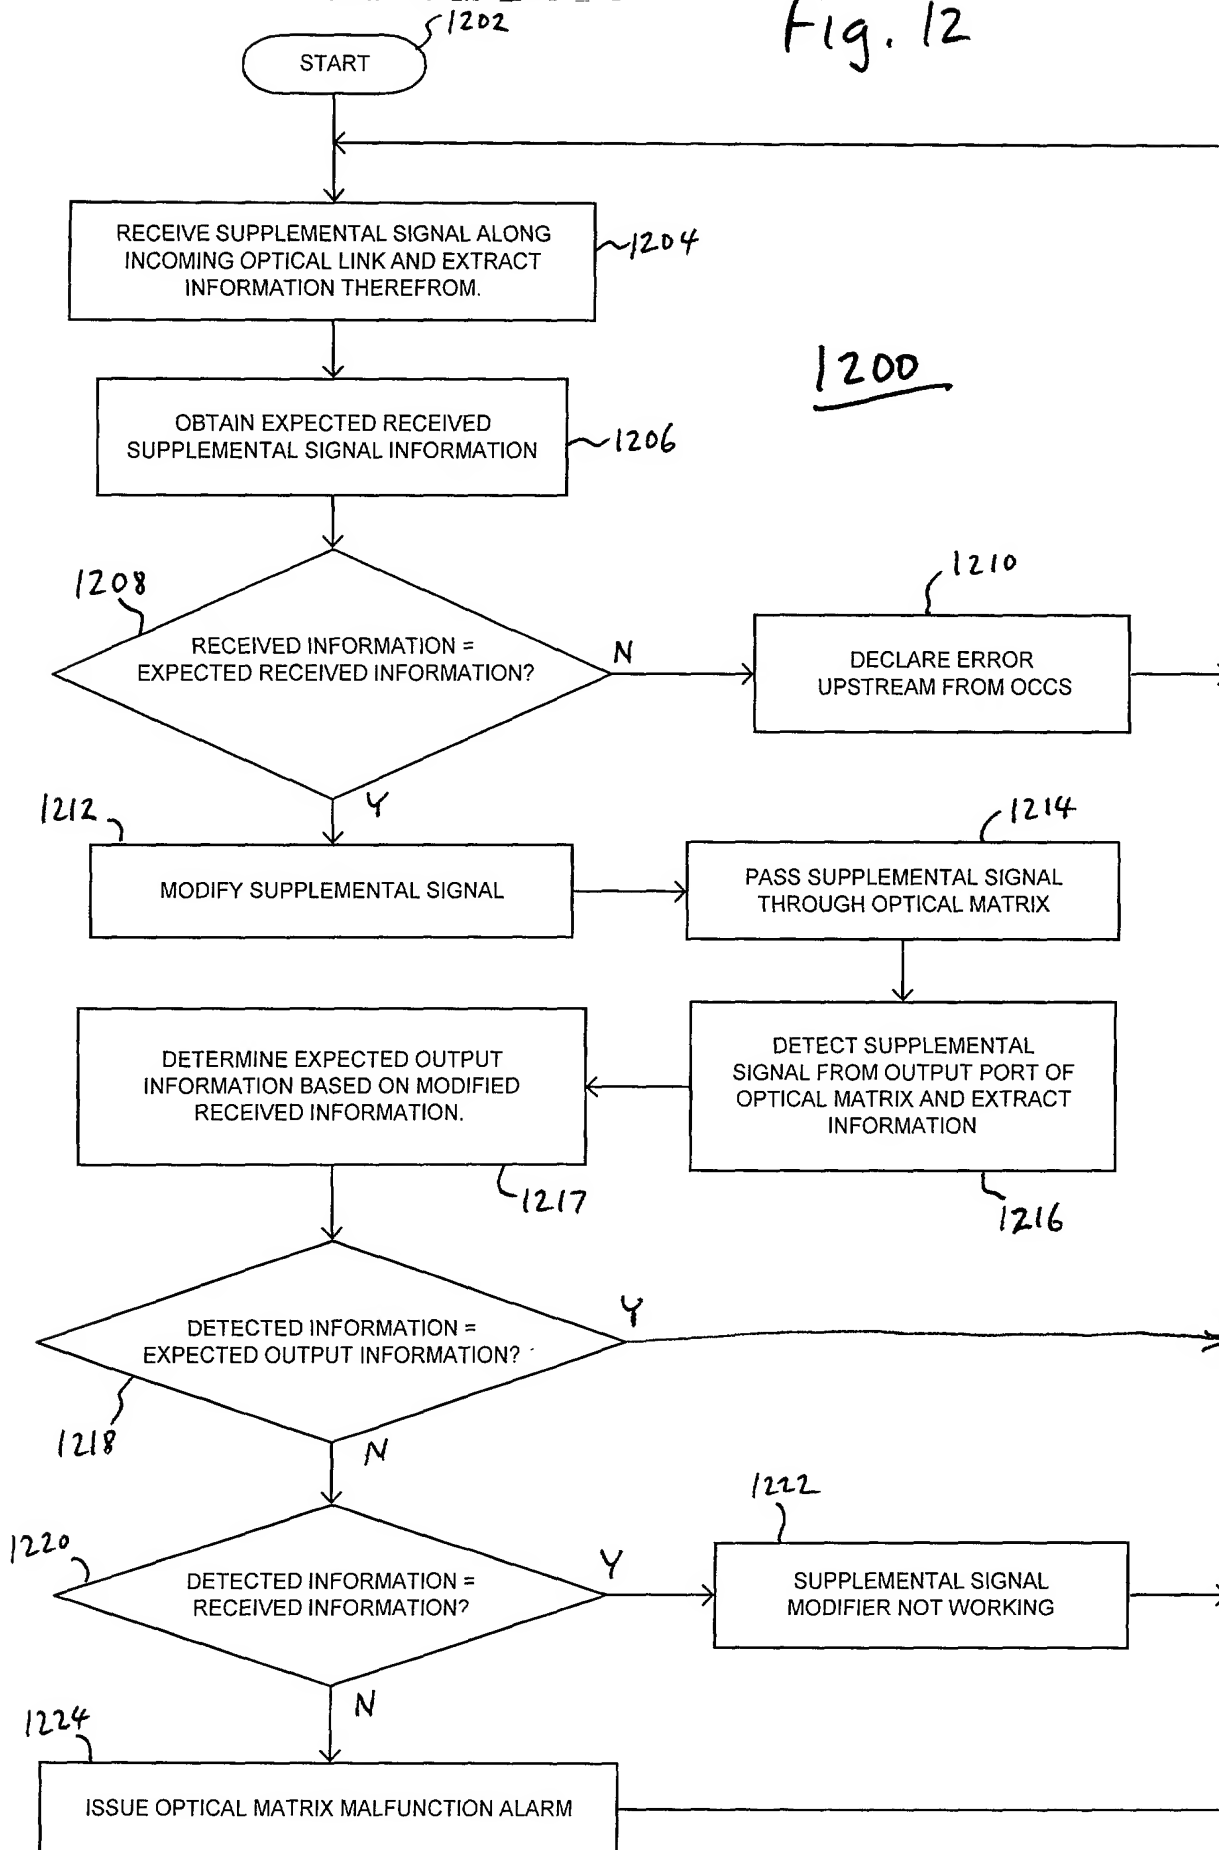 1202
Fig. 12
START
RECEIVE SUPPLEMENTAL SIGNAL ALONG
INCOMING OPTICAL LINK AND EXTRACT
INFORMATION THEREFROM.
1204
1200
OBTAIN EXPECTED RECEIVED
SUPPLEMENTAL SIGNAL INFORMATION
1206
1208
RECEIVED INFORMATION =
EXPECTED RECEIVED INFORMATION?
N
1210
DECLARE ERROR
UPSTREAM FROM OCCS
Y
1212
MODIFY SUPPLEMENTAL SIGNAL
1214
PASS SUPPLEMENTAL SIGNAL
THROUGH OPTICAL MATRIX
DETECT SUPPLEMENTAL
SIGNAL FROM OUTPUT PORT OF
OPTICAL MATRIX AND EXTRACT
INFORMATION
1216
DETERMINE EXPECTED OUTPUT
INFORMATION BASED ON MODIFIED
RECEIVED INFORMATION.
1217
DETECTED INFORMATION =
EXPECTED OUTPUT INFORMATION?
Y
1218
N
1220
DETECTED INFORMATION =
RECEIVED INFORMATION?
Y
1222
SUPPLEMENTAL SIGNAL
MODIFIER NOT WORKING
N
1224
ISSUE OPTICAL MATRIX MALFUNCTION ALARM